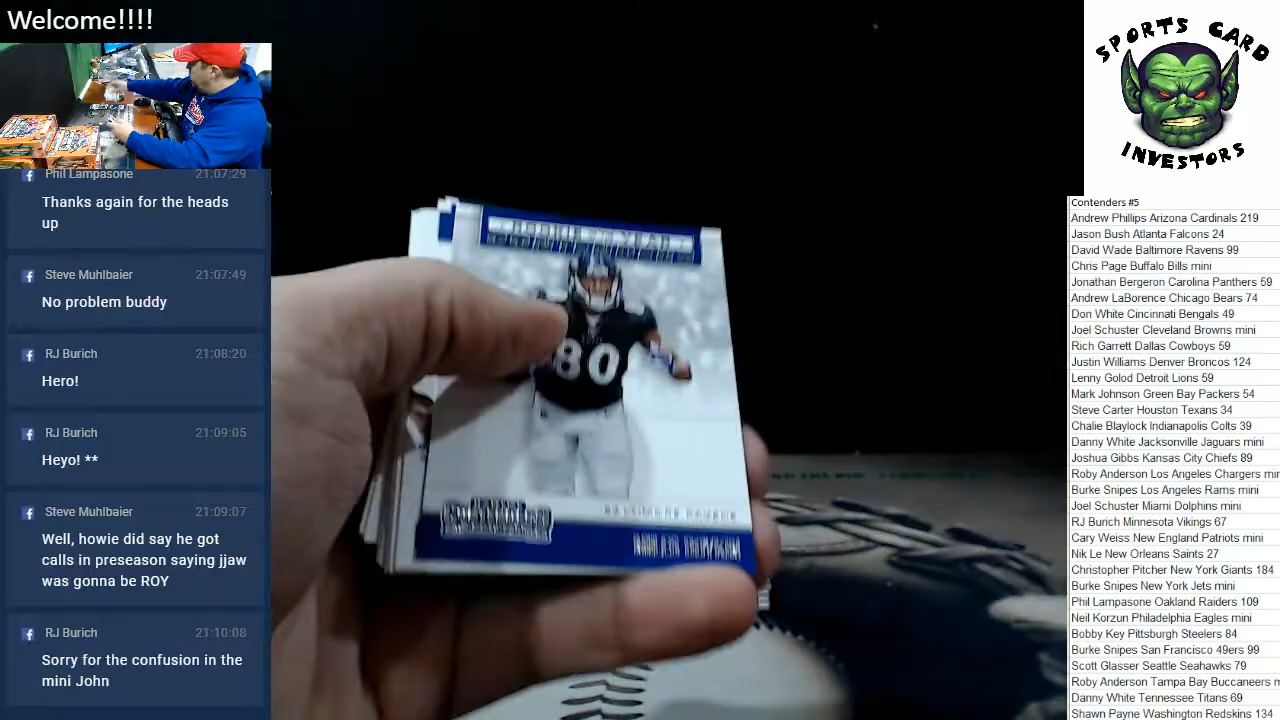 Welcome!!!!
Phil Lampasone 21:07:29
Thanks again for the heads
up
Steve Muhlbaier 21:07:49
No problem buddy
RJ Burich 21:08:20
Hero!
RJ Burich 21:09:05
Heyo! **
Steve Muhlbaier 21:09:07
Well, howie did say he got
calls in preseason saying jjaw
was gonna be ROY
RJ Burich 21:10:08
Sorry for the confusion in the
mini John
80
SPORTS CARD
INVESTORS
Contenders #5
Andrew Phillips Arizona Cardinals 219
Jason Bush Atlanta Falcons 24
David Wade Baltimore Ravens 99
Chris Page Buffalo Bills mini
Jonathan Bergeron Carolina Panthers 59
Andrew LaBorence Chicago Bears 74
Don White Cincinnati Bengals 49
Joel Schuster Cleveland Browns mini
Rich Garrett Dallas Cowboys 59
Justin Williams Denver Broncos 124
Lenny Golod Detroit Lions 59
Mark Johnson Green Bay Packers 54
Steve Carter Houston Texans 34
Chalie Blaylock Indianapolis Colts 39
Danny White Jacksonville Jaguars mini
Joshua Gibbs Kansas City Chiefs 89
Roby Anderson Los Angeles Chargers min
Burke Snipes Los Angeles Rams mini
Joel Schuster Miami Dolphins mini
RJ Burich Minnesota Vikings 67
Cary Weiss New England Patriots mini
Nik Le New Orleans Saints 27
Christopher Pitcher New York Giants 184
Burke Snipes New York Jets mini
Phil Lampasone Oakland Raiders 109
Neil Korzun Philadelphia Eagles mini
Bobby Key Pittsburgh Steelers 84
Burke Snipes San Francisco 49ers 99
Scott Glasser Seattle Seahawks 79
Roby Anderson Tampa Bay Buccaneers m
Danny White Tennessee Titans 69
Shawn Payne Washington Redskins 134